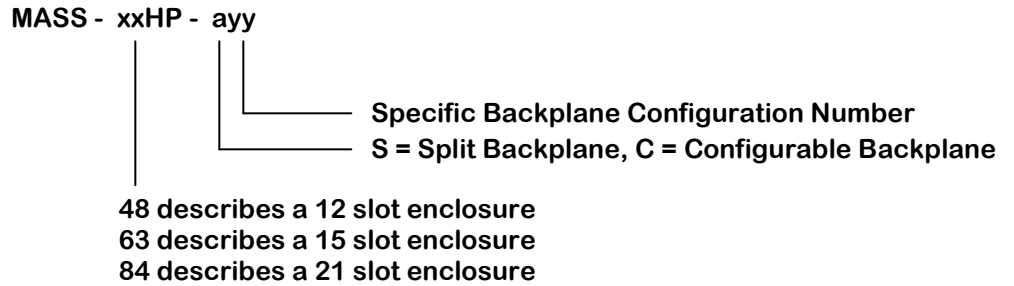 MASS - xxHP - ayy
Specific Backplane Configuration Number
S = Split Backplane, C = Configurable Backplane
48 describes a 12 slot enclosure
63 describes a 15 slot enclosure
84 describes a 21 slot enclosure